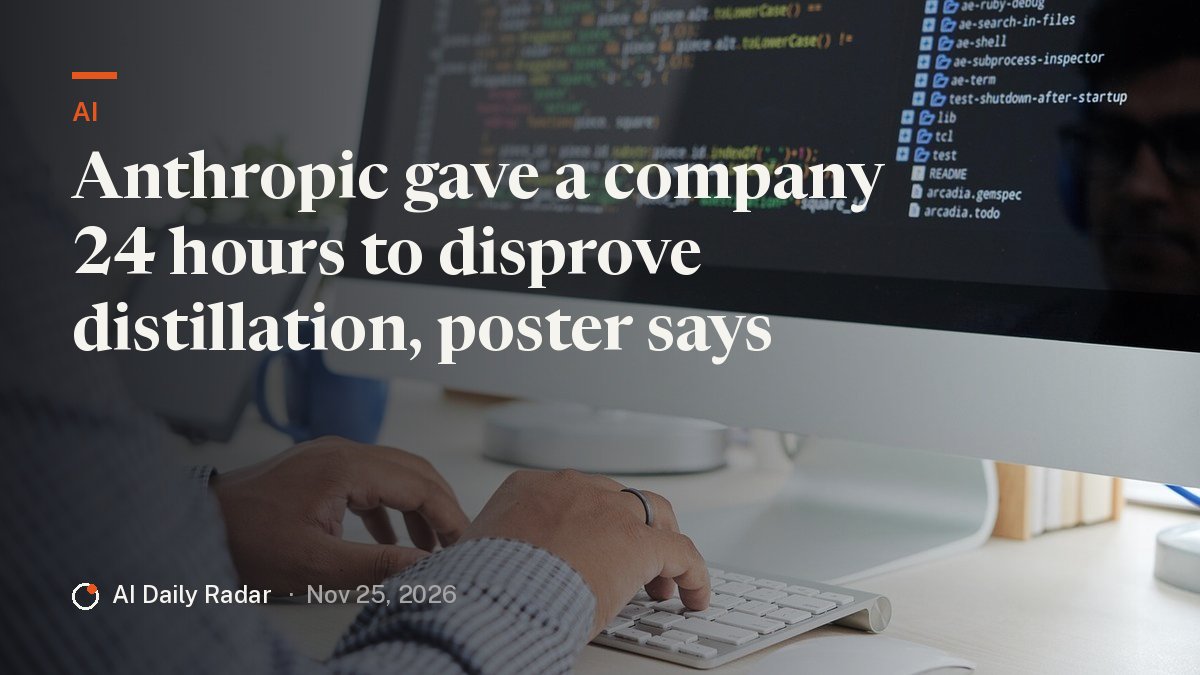 AI
Anthropic gave a company
24 hours to disprove
distillation, poster says
AI Daily Radar · Nov 25, 2026
ae-ruby-debug
ae-search-in-files
ae-shell
ae-subprocess-inspector
ae-term
test-shutdown-after-startup
lib
tcl
test
README
arcadia.gemspec
arcadia.todo